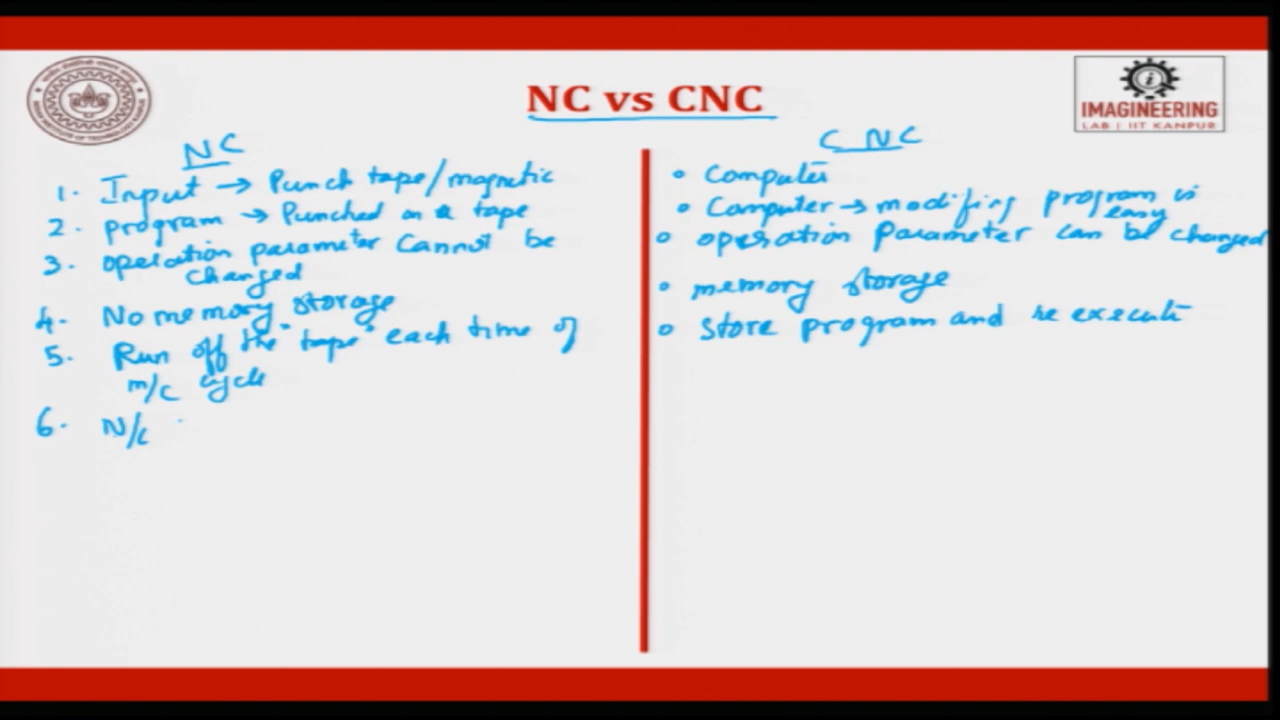 NC vs CNC
IMAGINEERING
LAB | IIT KANPUR
NC
1. Input → Punch tape/magnetic
2. program → Punched on a tape
3. operation parameter cannot be
changed
4. No memory storage
5. Run off the "tape" each time of
m/c cycle
6. N/C
CNC
• Computer
• Computer → modifing program is
easy
• operation Parameter can be changed
• memory storage
• store program and re execute